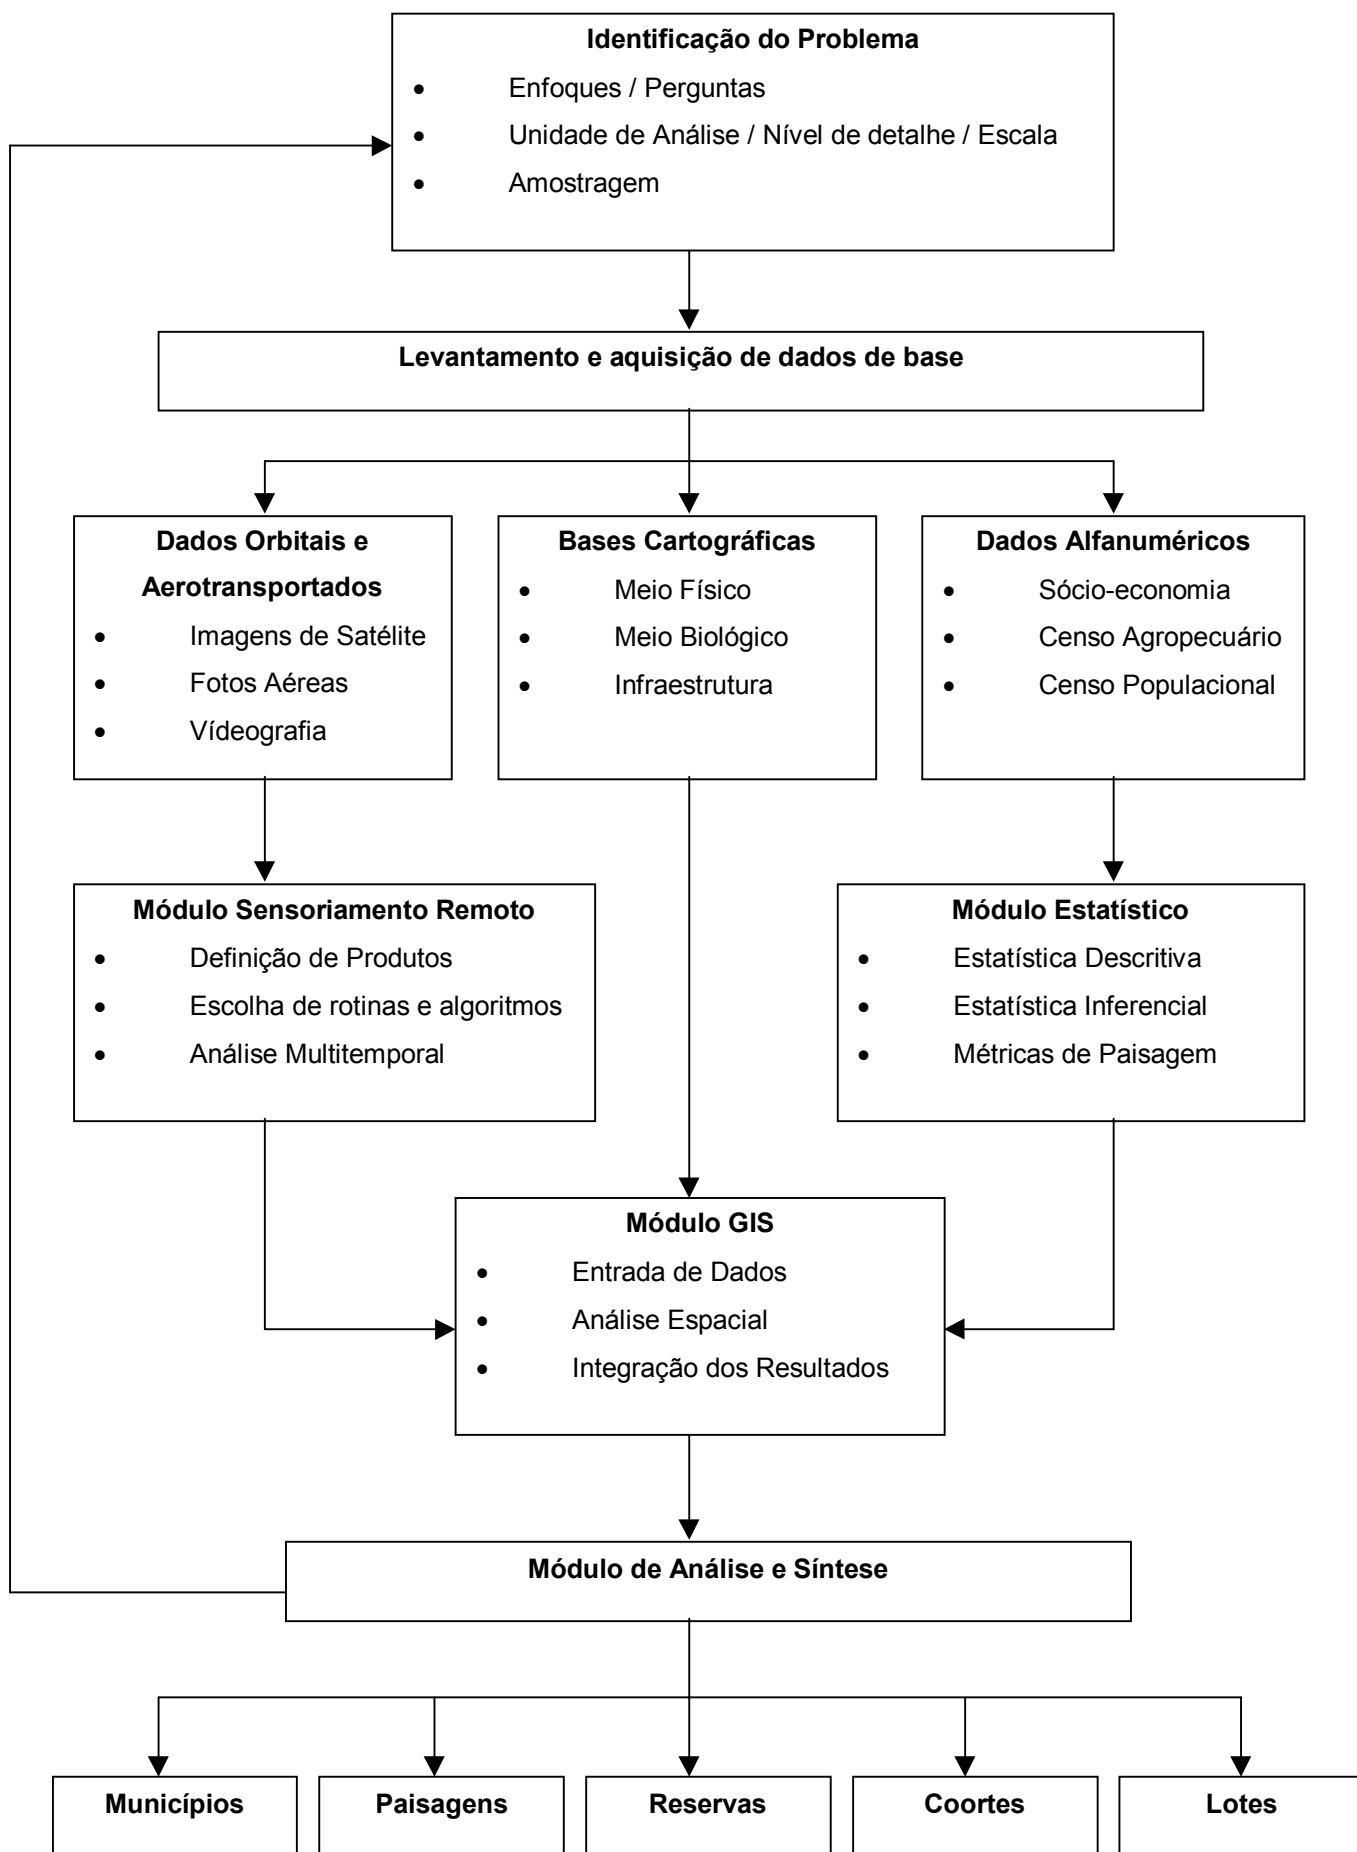 Identificação do Problema
• Enfoques / Perguntas
• Unidade de Análise / Nível de detalhe / Escala
• Amostragem
Levantamento e aquisição de dados de base
Dados Orbitais e
Aerotransportados
• Imagens de Satélite
• Fotos Aéreas
• Vídeografia
Bases Cartográficas
• Meio Físico
• Meio Biológico
• Infraestrutura
Dados Alfanuméricos
• Sócio-economia
• Censo Agropecuário
• Censo Populacional
Módulo Sensoriamento Remoto
• Definição de Produtos
• Escolha de rotinas e algoritmos
• Análise Multitemporal
Módulo Estatístico
• Estatística Descritiva
• Estatística Inferencial
• Métricas de Paisagem
Módulo GIS
• Entrada de Dados
• Análise Espacial
• Integração dos Resultados
Módulo de Análise e Síntese
Municípios
Paisagens
Reservas
Coortes
Lotes